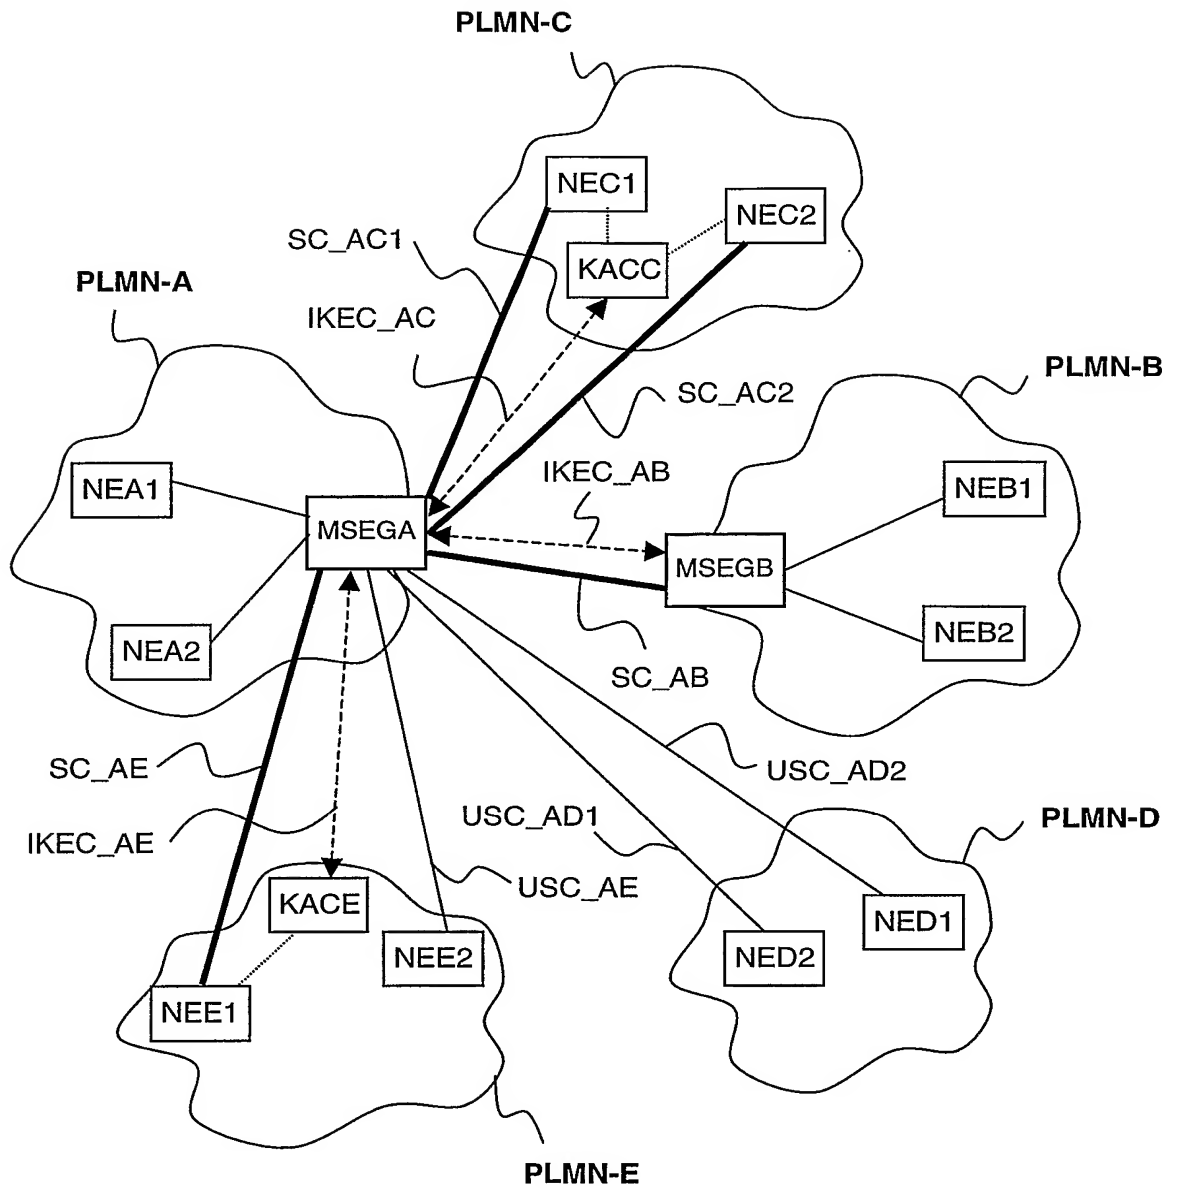 PLMN-C
NEC1
NEC2
SC_AC1
KACC
PLMN-A
IKEC_AC
PLMN-B
SC_AC2
IKEC_AB
NEA1
NEB1
MSEGA
MSEGB
NEA2
NEB2
SC_AB
SC_AE
USC_AD2
USC_AD1
PLMN-D
IKEC_AE
USC_AE
KACE
NED1
NEE2
NED2
NEE1
PLMN-E